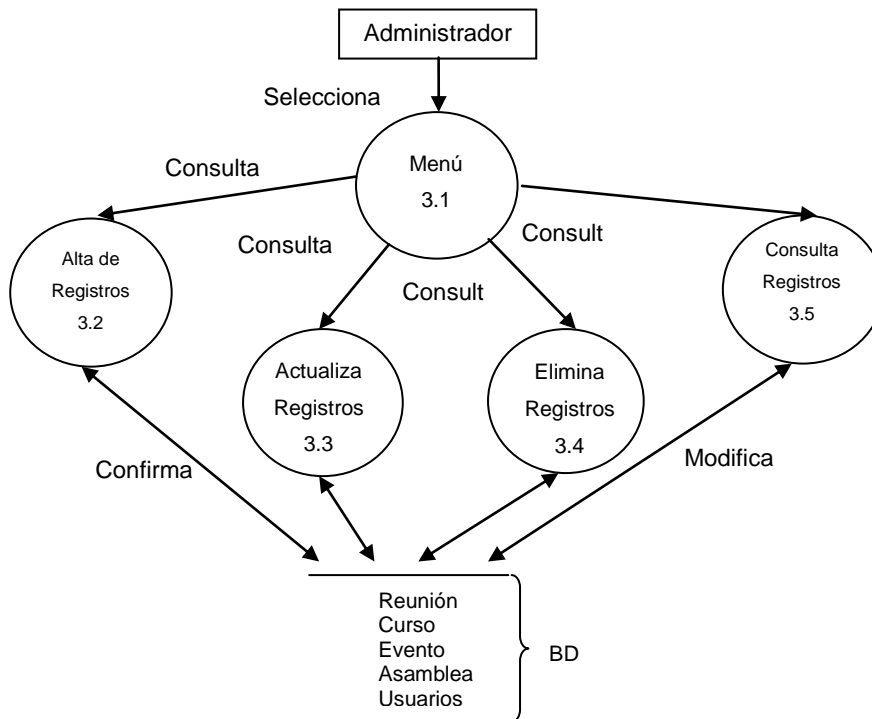 Administrador
Selecciona
Menú
3.1
Consulta
Consulta
Consult
Consult
Alta de
Registros
3.2
Actualiza
Registros
3.3
Elimina
Registros
3.4
Consulta
Registros
3.5
Confirma
Modifica
Reunión
Curso
Evento
Asamblea
Usuarios
BD